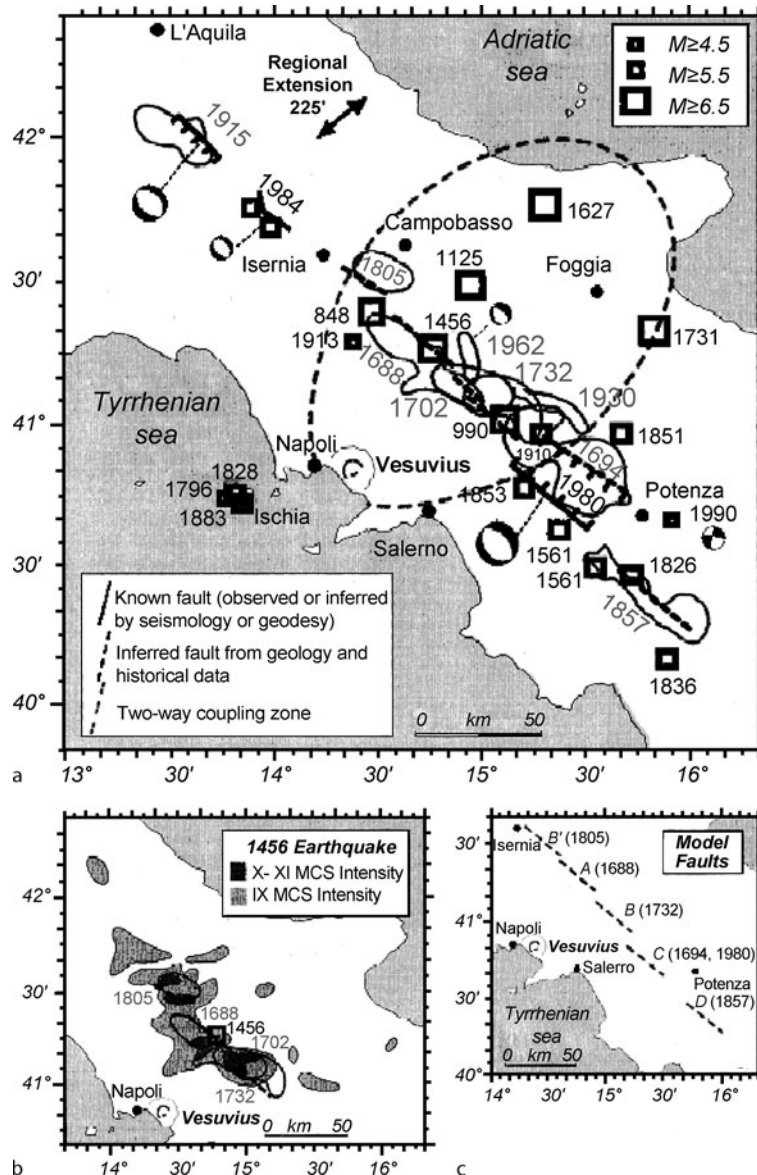 L'Aquila
Adriatic
sea
M≥4.5
M≥5.5
M≥6.5
Regional
Extension
225'
1915
42°
1984
1627
Campobasso
30'
Isernia
1805
1125
Foggia
848
1456
1913
1962
1731
1688
1732
1702
1930
Tyrrhenian
sea
41°
990
1910
1851
1694
Napoli
Vesuvius
1828
1796
1883
Ischia
1853
1980
Potenza
1990
Salerno
1561
30'
1561
1826
1857
Known fault (observed or inferred
by seismology or geodesy)
Inferred fault from geology and
historical data
Two-way coupling zone
1836
40°
0 km 50
a
13° 30' 14° 30' 15° 30' 16°
1456 Earthquake
X- XI MCS Intensity
IX MCS Intensity
42°
30'
1805
1688
1456
1702
41°
1732
Napoli
Vesuvius
0 km 50
b
14° 30' 15° 30'
Model
Faults
30'
Isernia
B' (1805)
A (1688)
41°
B (1732)
Napoli
Vesuvius
C (1694, 1980)
Salerro
Potenza
30'
D (1857)
Tyrrhenian
sea
0 km 50
40°
14° 30' 15° 30' 16°
c